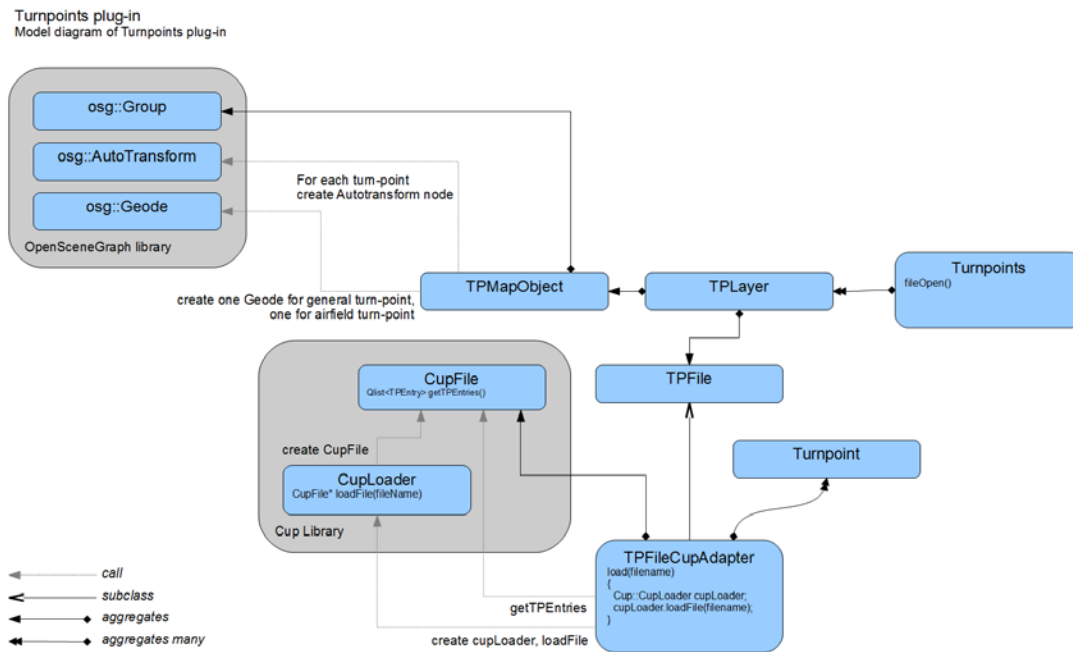 Turnpoints plug-in
Model diagram of Turnpoints plug-in
osg::Group
osg::AutoTransform
osg::Geode
OpenSceneGraph library
For each turn-point
create Autotransform node
create one Geode for general turn-point,
one for airfield turn-point
TPMapObject
TPLayer
Turnpoints
fileOpen()
CupFile
Qlist<TPEntry> getTPEntries()
TPFile
create CupFile
CupLoader
CupFile* loadFile(fileName)
Cup Library
Turnpoint
TPFileCupAdapter
load(filename)
{
Cup::CupLoader cupLoader;
cupLoader.loadFile(filename);
}
getTPEntries
create cupLoader, loadFile
call
subclass
aggregates
aggregates many